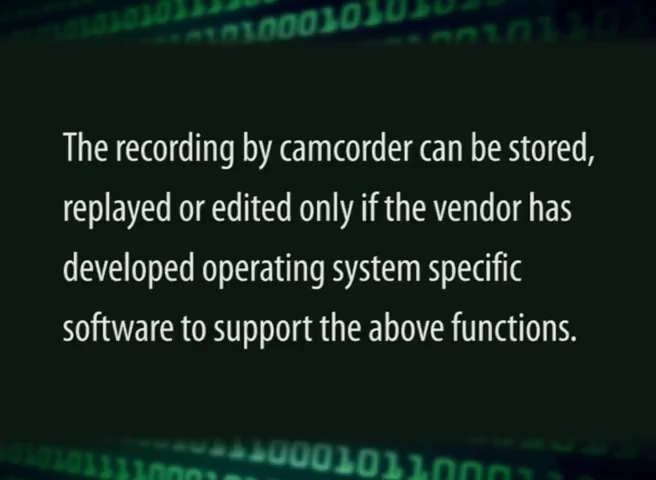 The recording by camcorder can be stored,
replayed or edited only if the vendor has
developed operating system specific
software to support the above functions.